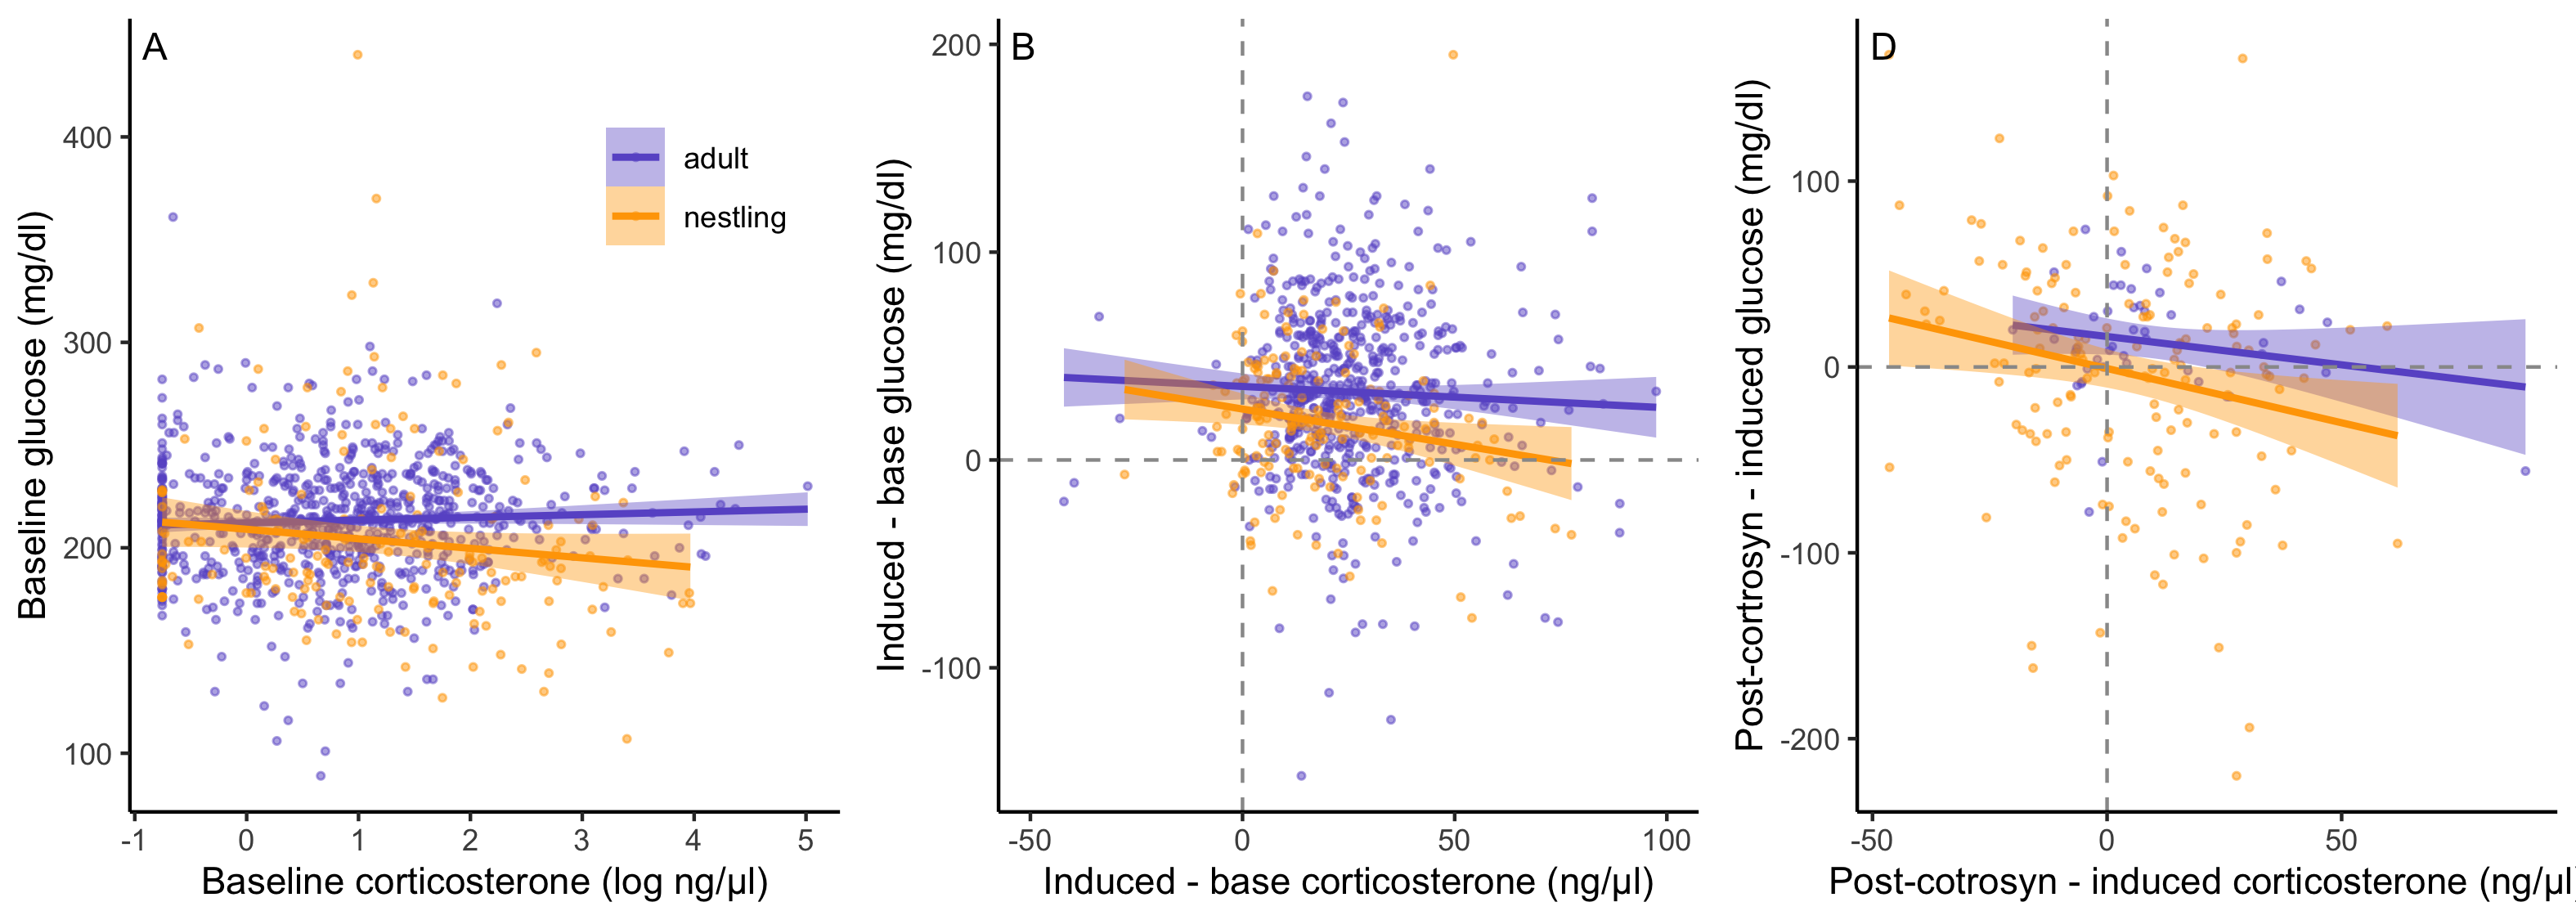 A
400
300
200
100
-1
0
1
2
3
4
5
Baseline glucose (mg/dl)
Baseline corticosterone (log ng/μl)
adult
nestling
B
200
100
0
-100
-50
0
50
100
Induced - base glucose (mg/dl)
Induced - base corticosterone (ng/μl)
D
100
0
-100
-200
-50
0
50
Post-cortrosyn - induced glucose (mg/dl)
Post-cotrosyn - induced corticosterone (ng/μl)